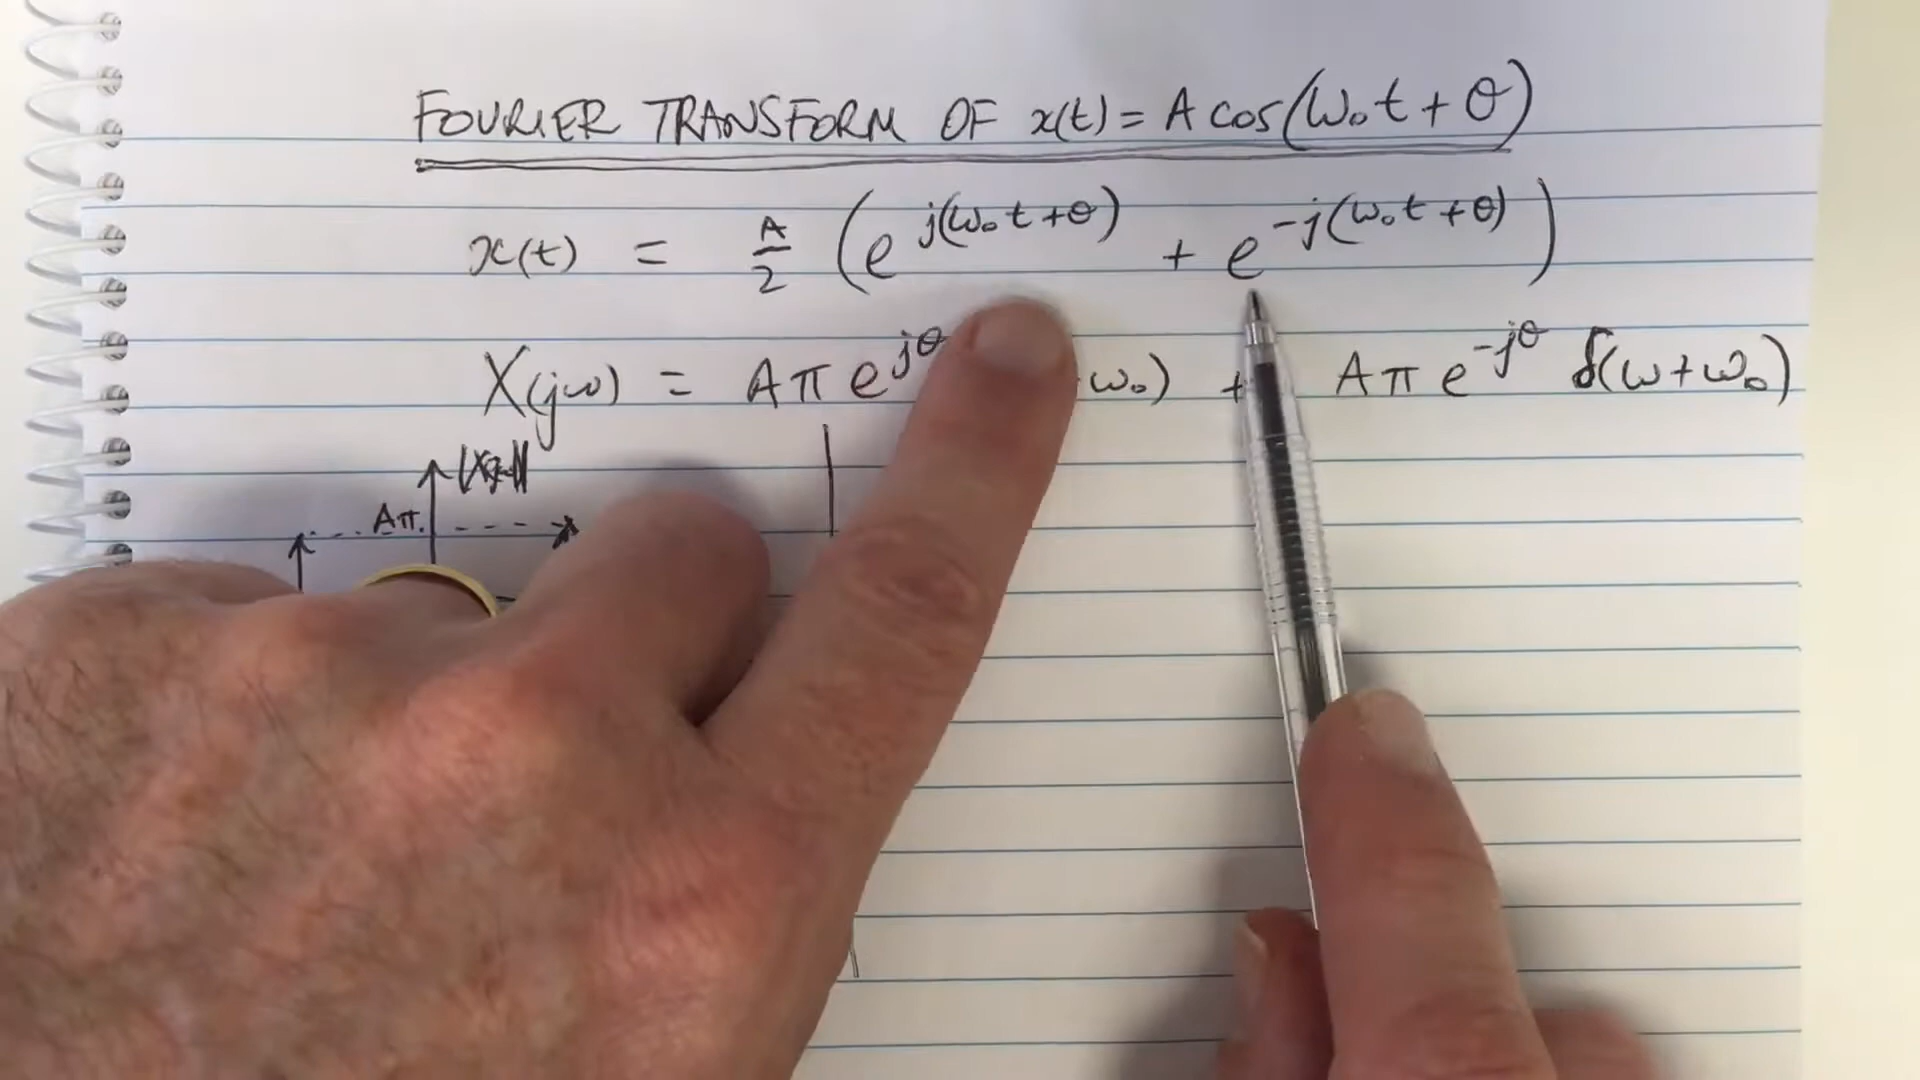 FOURIER TRANSFORM OF x(t) = A cos(ω₀t + θ)
x(t) = A/2 (e^j(ω₀t + θ) + e^-j(ω₀t + θ))
X(jω) = Aπ e^jθ ω₀) + Aπ e^-jθ δ(ω + ω₀)
Aπ